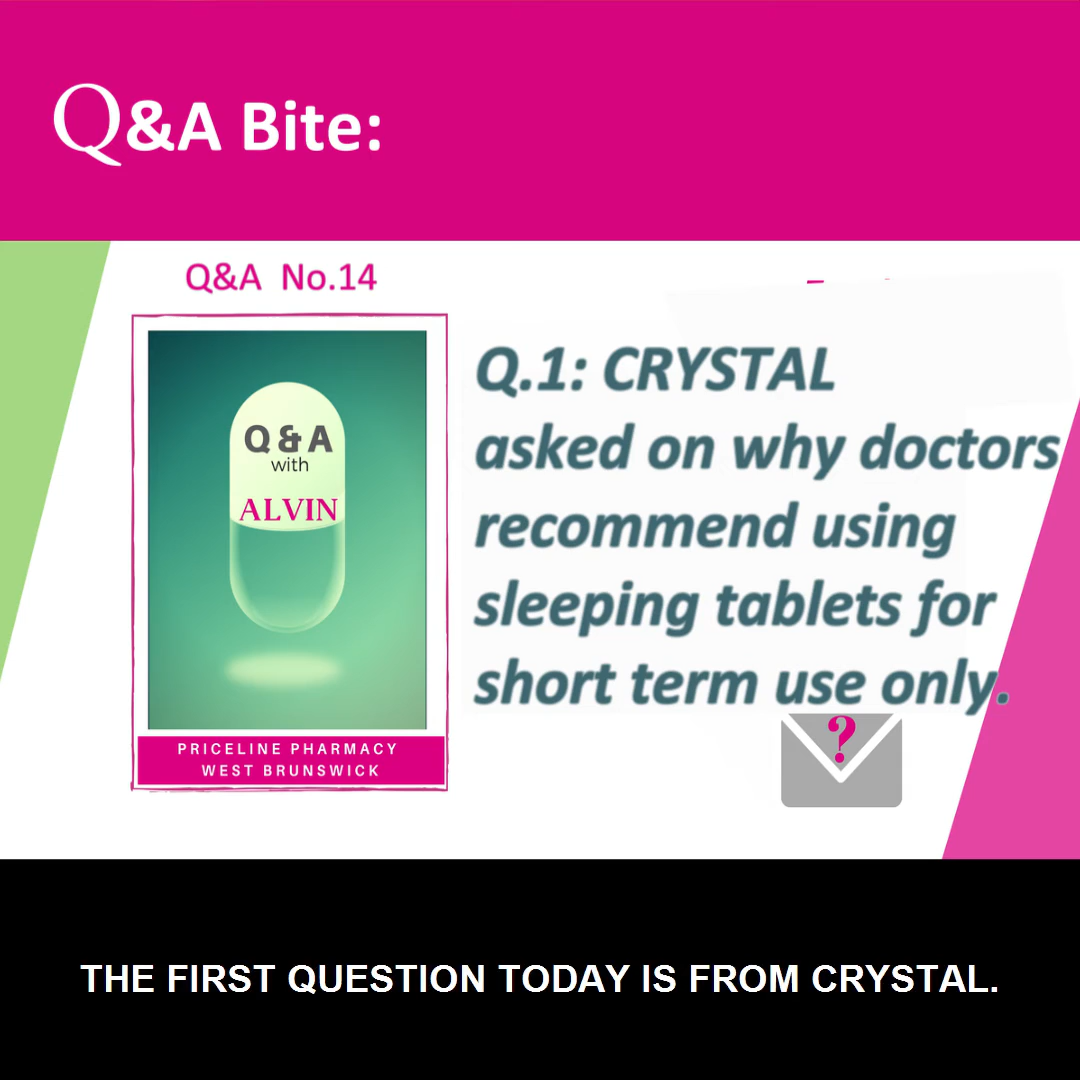 Q&A Bite:
Q&A No.14
Q & A
with
ALVIN
PRICELINE PHARMACY
WEST BRUNSWICK
Q.1: CRYSTAL
asked on why doctors
recommend using
sleeping tablets for
short term use only.
?
THE FIRST QUESTION TODAY IS FROM CRYSTAL.